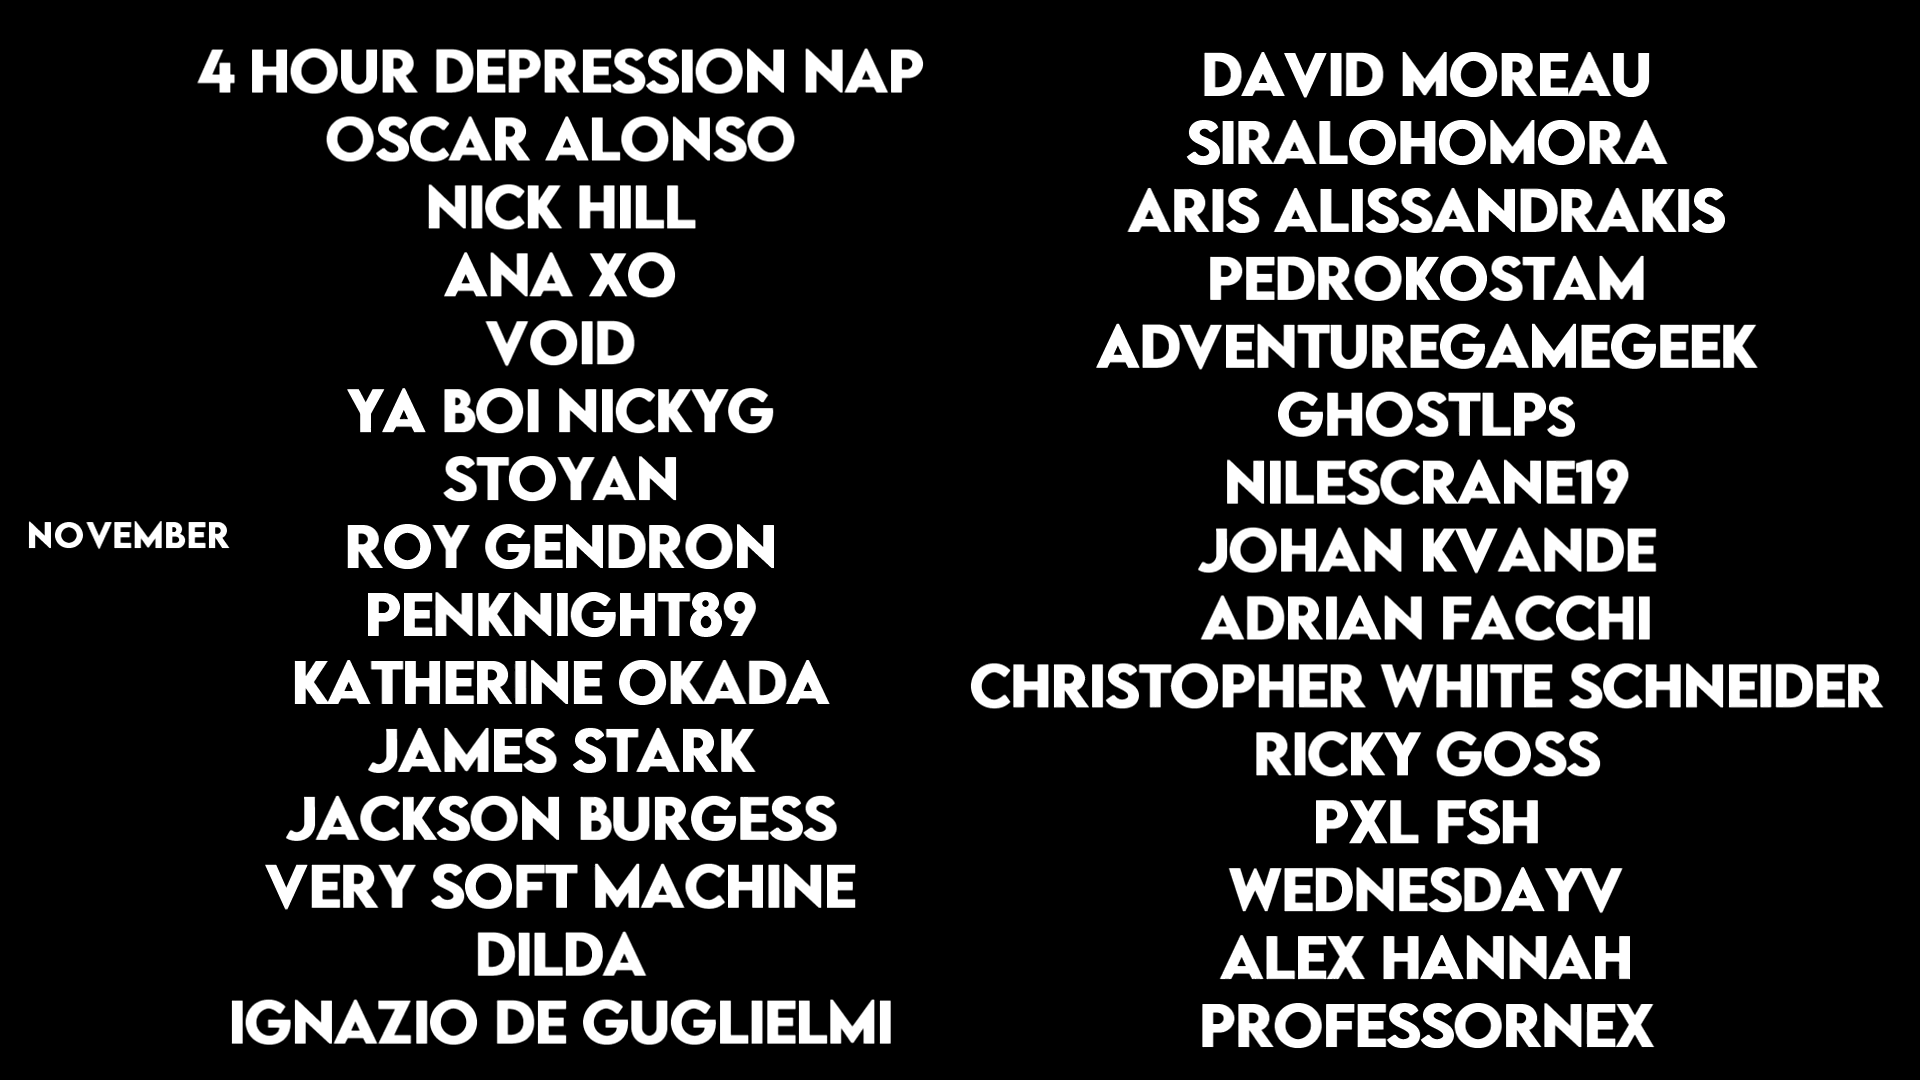 NOVEMBER
4 HOUR DEPRESSION NAP
OSCAR ALONSO
NICK HILL
ANA XO
VOID
YA BOI NICKYG
STOYAN
ROY GENDRON
PENKNIGHT89
KATHERINE OKADA
JAMES STARK
JACKSON BURGESS
VERY SOFT MACHINE
DILDA
IGNAZIO DE GUGLIELMI
DAVID MOREAU
SIRALOHOMORA
ARIS ALISSANDRAKIS
PEDROKOSTAM
ADVENTUREGAMEGEEK
GHOSTLPs
NILESCRANE19
JOHAN KVANDE
ADRIAN FACCHI
CHRISTOPHER WHITE SCHNEIDER
RICKY GOSS
PXL FSH
WEDNESDAYV
ALEX HANNAH
PROFESSORNEX